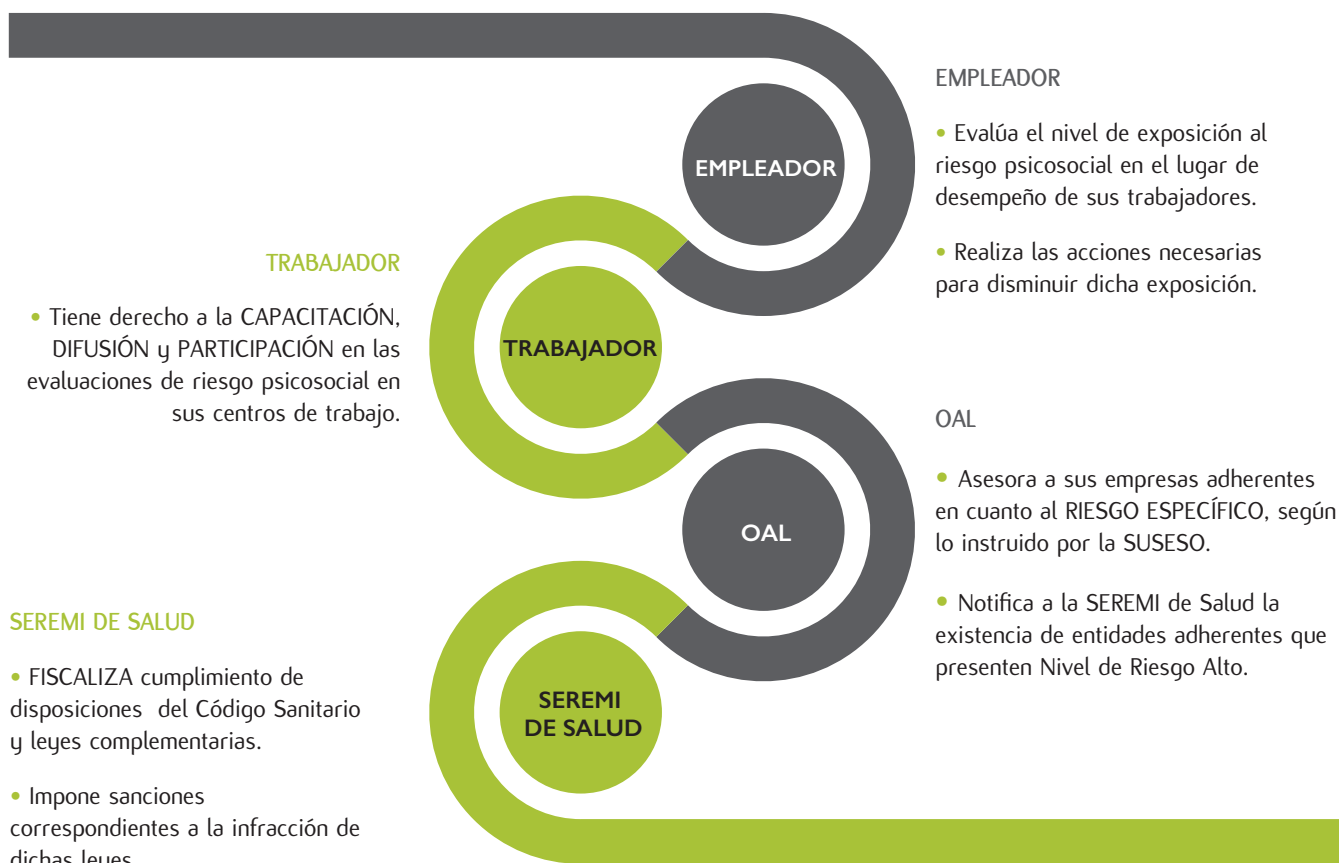 EMPLEADOR
EMPLEADOR
• Evalúa el nivel de exposición al
riesgo psicosocial en el lugar de
desempeño de sus trabajadores.
• Realiza las acciones necesarias
para disminuir dicha exposición.
TRABAJADOR
• Tiene derecho a la CAPACITACIÓN,
DIFUSIÓN y PARTICIPACIÓN en las
evaluaciones de riesgo psicosocial en
sus centros de trabajo.
TRABAJADOR
OAL
OAL
• Asesora a sus empresas adherentes
en cuanto al RIESGO ESPECÍFICO, según
lo instruido por la SUSESO.
• Notifica a la SEREMI de Salud la
existencia de entidades adherentes que
presenten Nivel de Riesgo Alto.
SEREMI DE SALUD
• FISCALIZA cumplimiento de
disposiciones del Código Sanitario
y leyes complementarias.
• Impone sanciones
correspondientes a la infracción de
dichas leyes
SEREMI
DE SALUD